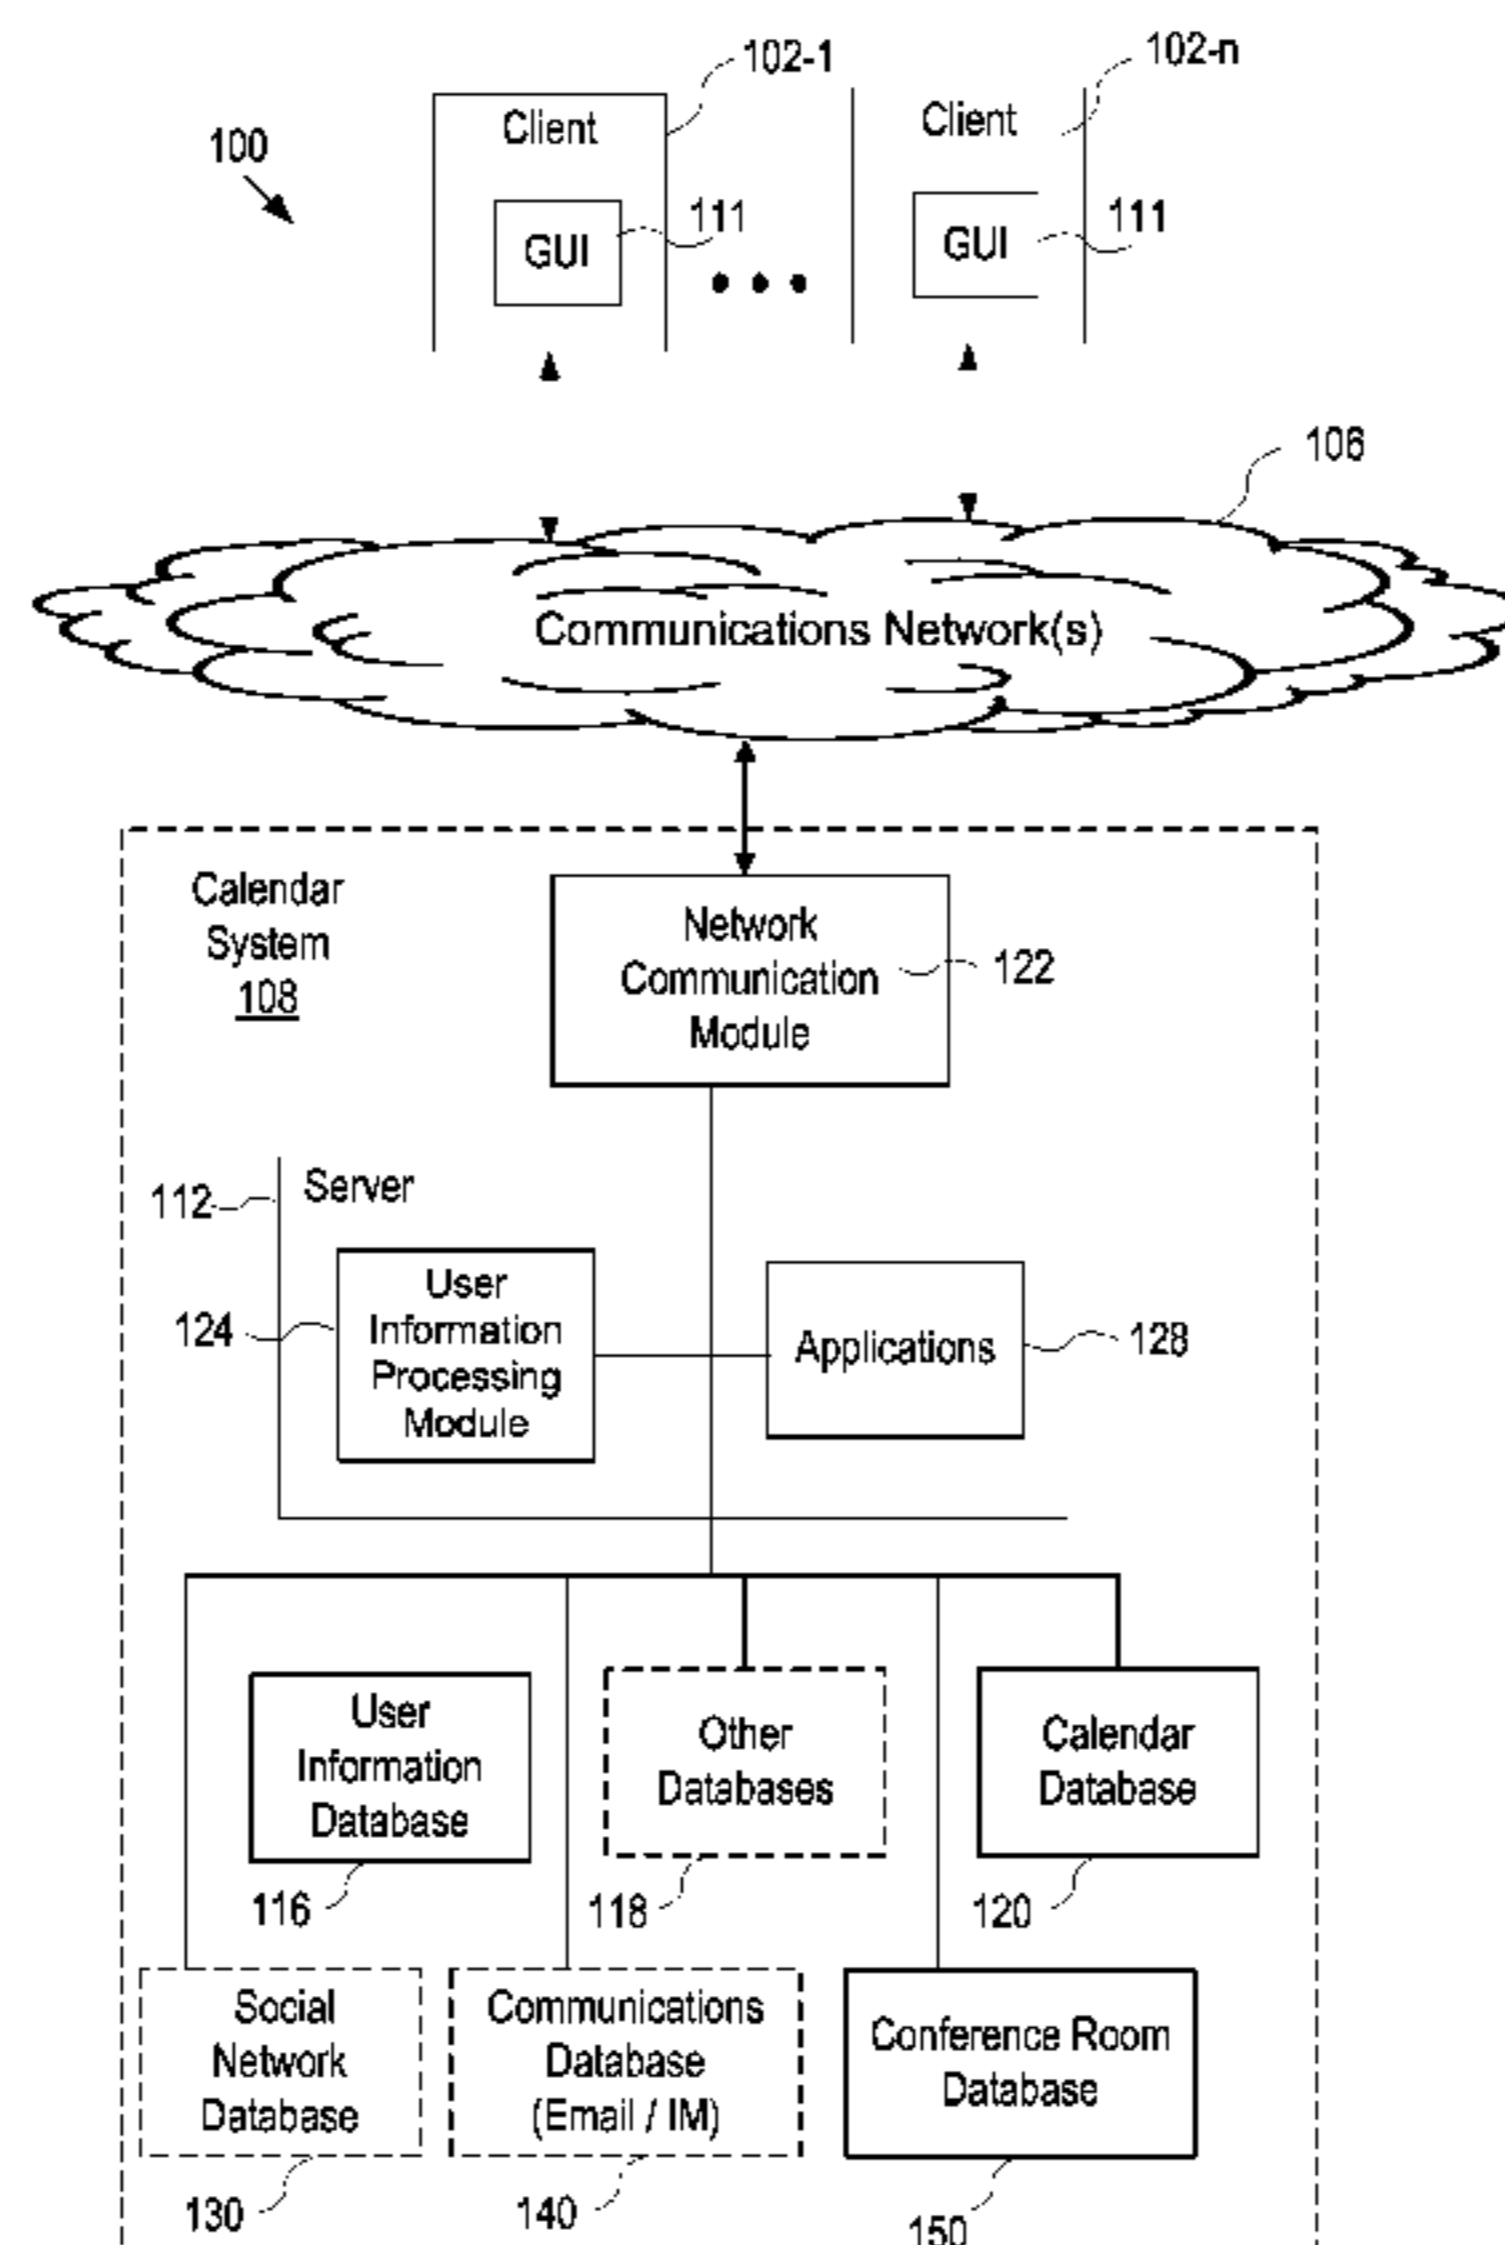 102-1
102-n
Client
Client
100
111
111
GUI
GUI
106
Communications Network(s)
Calendar
System
108
Network
Communication
Module
122
112
Server
124
User
Information
Processing
Module
Applications
128
User
Information
Database
Other
Databases
Calendar
Database
116
118
120
Social
Network
Database
Communications
Database
(Email / IM)
Conference Room
Database
130
140
150